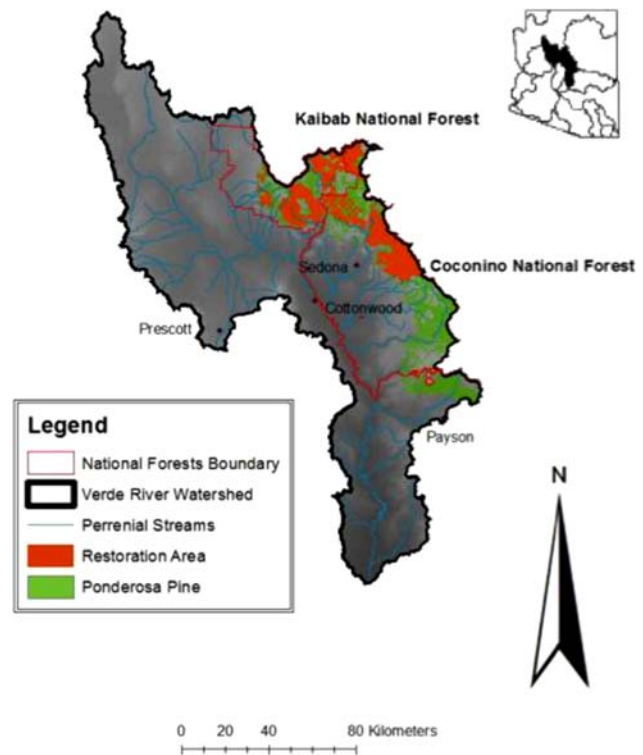 Kaibab National Forest
Coconino National Forest
Sedona
Cottonwood
Prescott
Payson
Legend
National Forests Boundary
Verde River Watershed
Perrenial Streams
Restoration Area
Ponderosa Pine
N
0 20 40 80 Kilometers